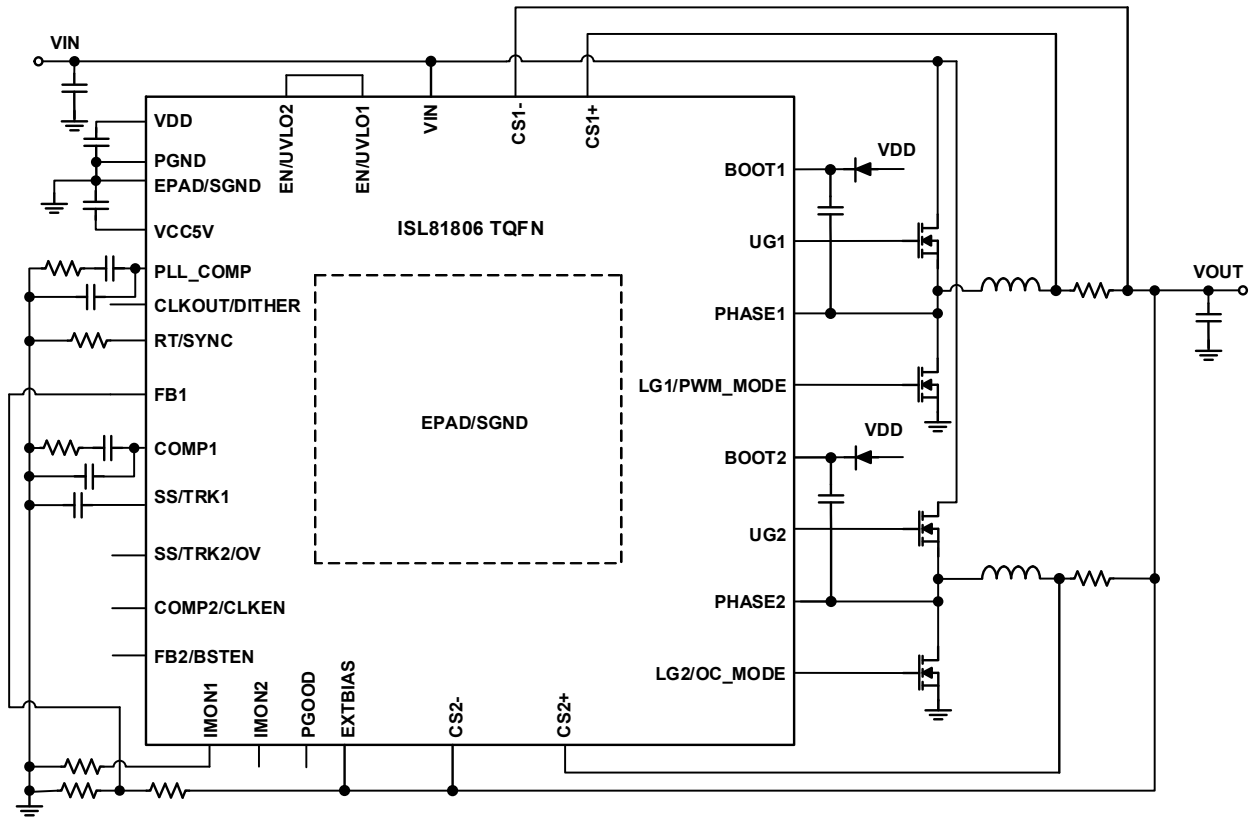 VIN
EN/UVLO2
EN/UVLO1
VIN
CS1-
CS1+
VDD
PGND
EPAD/SGND
VCC5V
PLL_COMP
CLKOUT/DITHER
RT/SYNC
FB1
COMP1
SS/TRK1
SS/TRK2/OV
COMP2/CLKEN
FB2/BSTEN
ISL81806 TQFN
EPAD/SGND
BOOT1
VDD
UG1
PHASE1
LG1/PWM_MODE
VOUT
BOOT2
VDD
UG2
PHASE2
LG2/OC_MODE
IMON1
IMON2
PGOOD
EXTBIAS
CS2-
CS2+